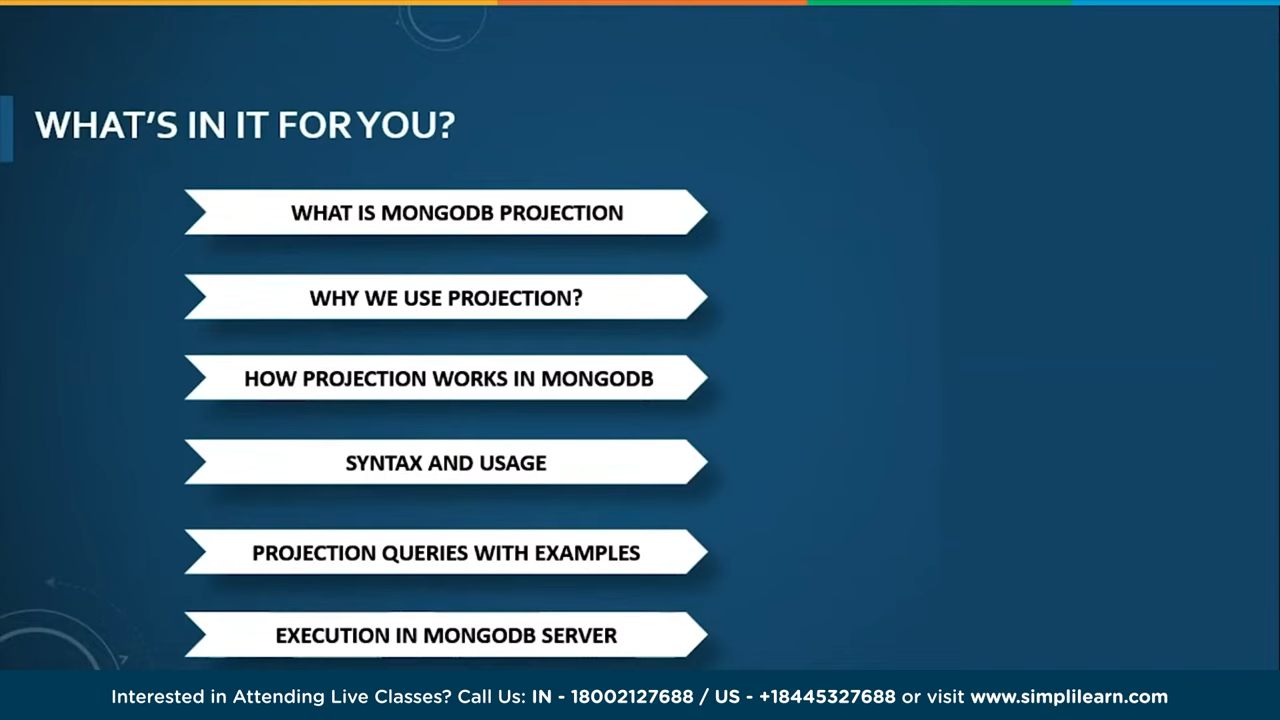 WHAT'S IN IT FOR YOU?
WHAT IS MONGODB PROJECTION
WHY WE USE PROJECTION?
HOW PROJECTION WORKS IN MONGODB
SYNTAX AND USAGE
PROJECTION QUERIES WITH EXAMPLES
EXECUTION IN MONGODB SERVER
Interested in Attending Live Classes? Call Us: IN - 18002127688 / US - +18445327688 or visit www.simplilearn.com